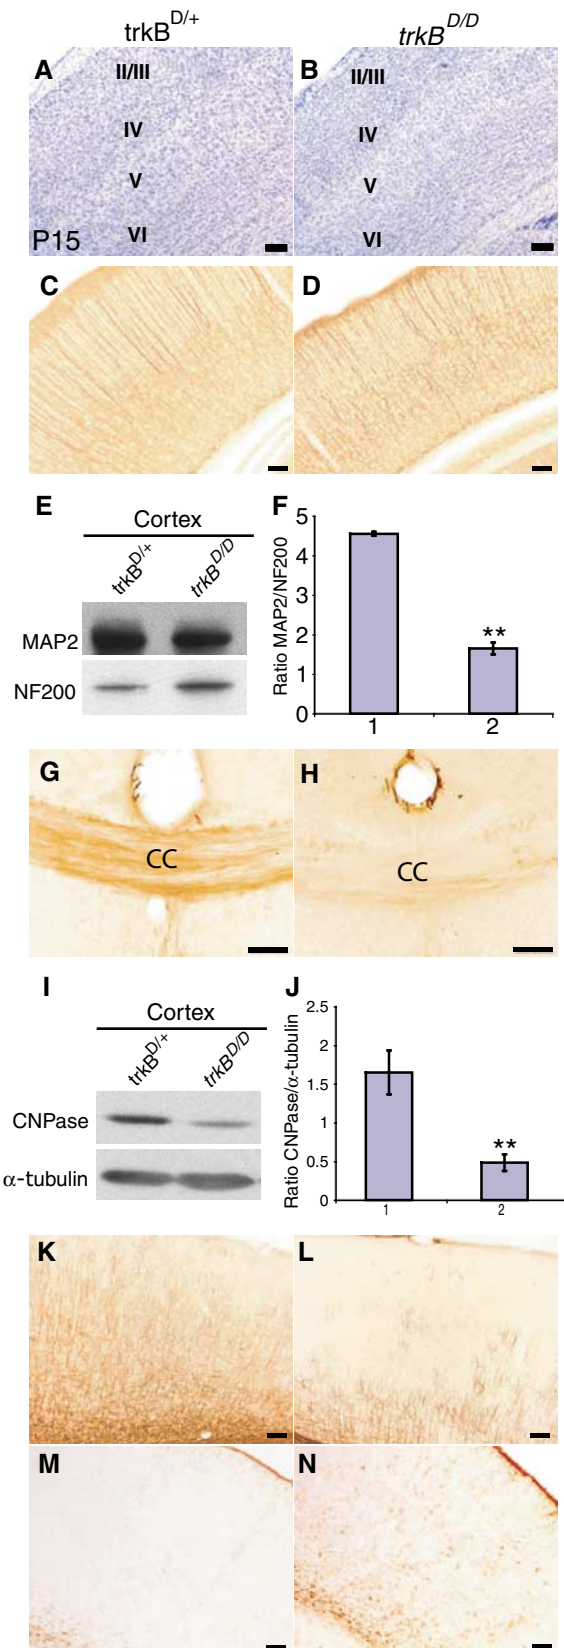 trkB^D/+
trkB^D/D
A
II/III
IV
V
VI
P15
B
II/III
IV
V
VI
C
D
E
Cortex
trkB^D/+
trkB^D/D
MAP2
NF200
F
Ratio MAP2/NF200
5
4
3
2
1
0
**
1
2
G
CC
H
CC
I
Cortex
trkB^D/+
trkB^D/D
CNPase
α-tubulin
J
Ratio CNPase/α-tubulin
2.5
2
1.5
1
0.5
0
**
1
2
K
L
M
N